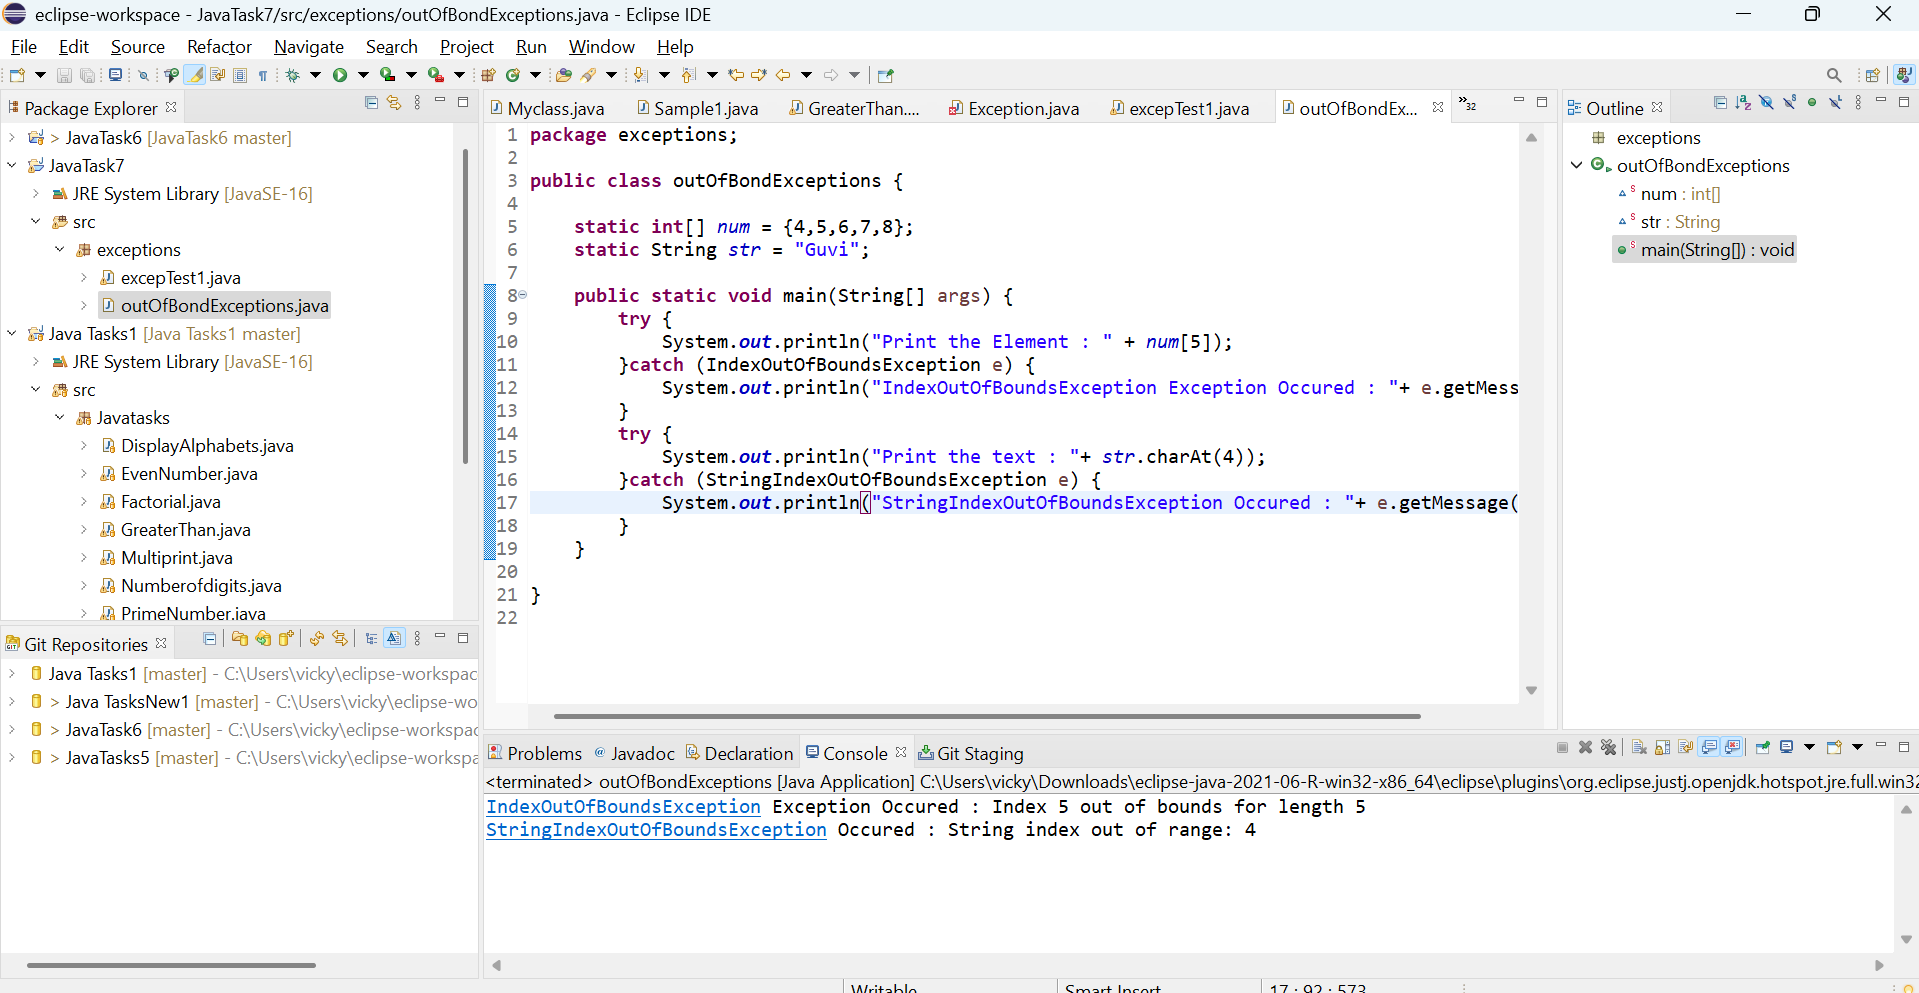 eclipse-workspace - JavaTask7/src/exceptions/outOfBondExceptions.java - Eclipse IDE
File Edit Source Refactor Navigate Search Project Run Window Help
Package Explorer
> JavaTask6 [JavaTask6 master]
JavaTask7
JRE System Library [JavaSE-16]
src
exceptions
excepTest1.java
outOfBondExceptions.java
Java Tasks1 [Java Tasks1 master]
JRE System Library [JavaSE-16]
src
Javatasks
DisplayAlphabets.java
EvenNumber.java
Factorial.java
GreaterThan.java
Multiprint.java
Numberofdigits.java
PrimeNumber.java
Git Repositories
Java Tasks1 [master] - C:\Users\vicky\eclipse-workspac
> Java TasksNew1 [master] - C:\Users\vicky\eclipse-wo
> JavaTask6 [master] - C:\Users\vicky\eclipse-workspac
> JavaTasks5 [master] - C:\Users\vicky\eclipse-workspa
Myclass.java Sample1.java GreaterThan.... Exception.java excepTest1.java outOfBondEx... »32
1 package exceptions;
2
3 public class outOfBondExceptions {
4
5 static int[] num = {4,5,6,7,8};
6 static String str = "Guvi";
7
8 public static void main(String[] args) {
9 try {
10 System.out.println("Print the Element : " + num[5]);
11 }catch (IndexOutOfBoundsException e) {
12 System.out.println("IndexOutOfBoundsException Exception Occured : "+ e.getMess
13 }
14 try {
15 System.out.println("Print the text : "+ str.charAt(4));
16 }catch (StringIndexOutOfBoundsException e) {
17 System.out.println("StringIndexOutOfBoundsException Occured : "+ e.getMessage(
18 }
19 }
20
21 }
22
Outline
exceptions
outOfBondExceptions
num : int[]
str : String
main(String[]) : void
Problems Javadoc Declaration Console Git Staging
<terminated> outOfBondExceptions [Java Application] C:\Users\vicky\Downloads\eclipse-java-2021-06-R-win32-x86_64\eclipse\plugins\org.eclipse.justj.openjdk.hotspot.jre.full.win32
IndexOutOfBoundsException Exception Occured : Index 5 out of bounds for length 5
StringIndexOutOfBoundsException Occured : String index out of range: 4
Writable Smart Insert 17 : 92 : 573